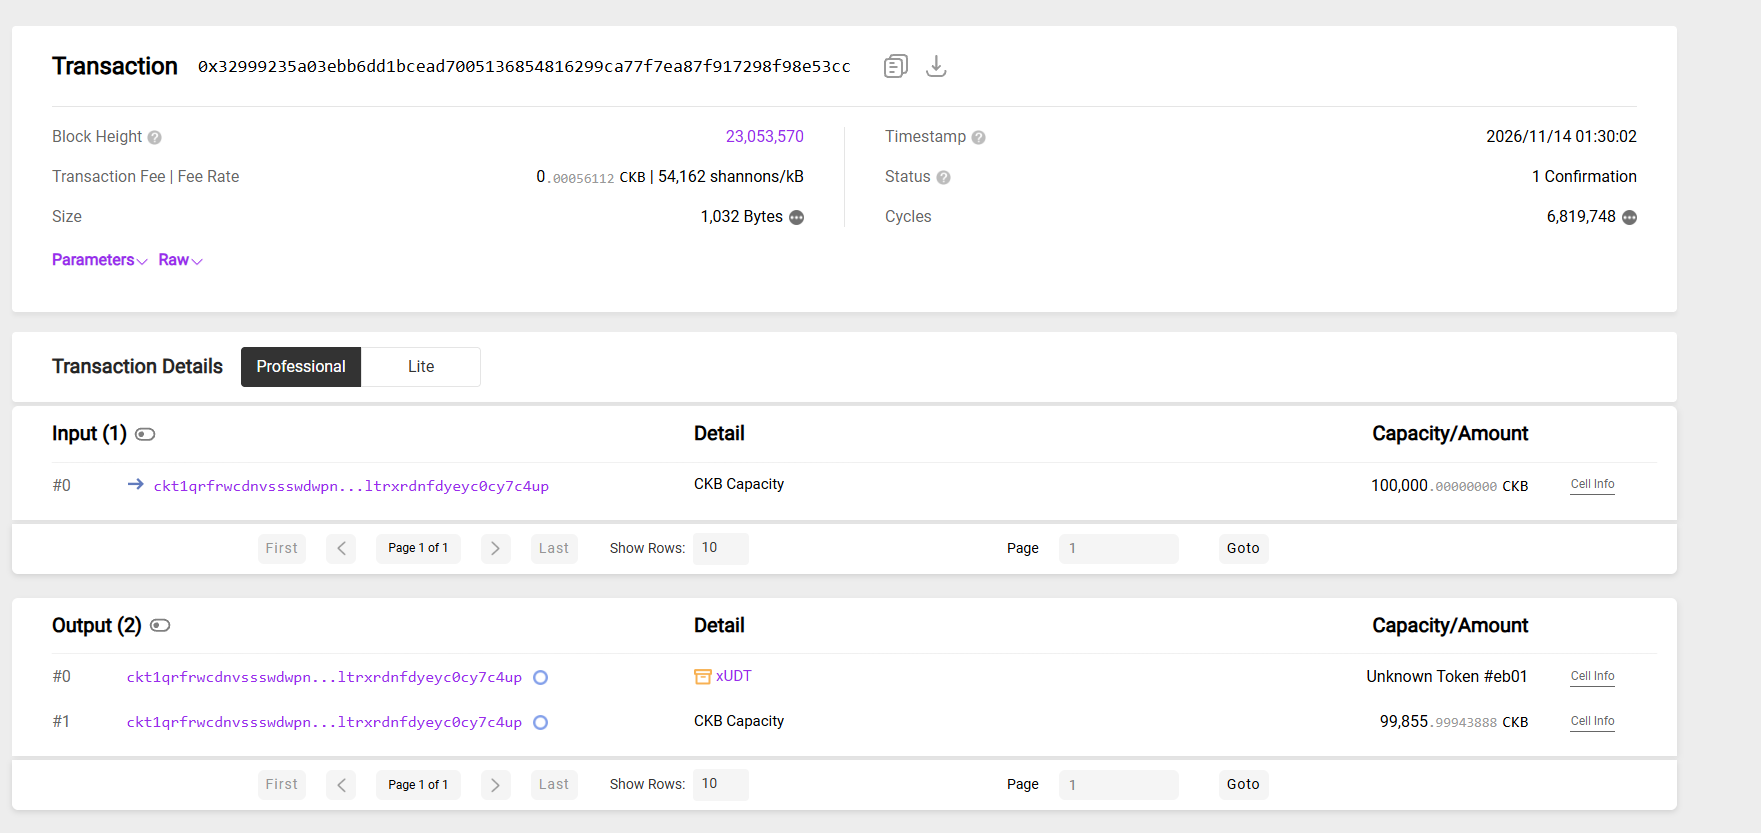 Transaction 0x32999235a03ebb6dd1bcead7005136854816299ca77f7ea87f917298f98e53cc
Block Height 23,053,570
Timestamp 2026/11/14 01:30:02
Transaction Fee | Fee Rate 0.00056112 CKB | 54,162 shannons/kB
Status 1 Confirmation
Size 1,032 Bytes
Cycles 6,819,748
Parameters Raw
Transaction Details Professional Lite
Input (1) Detail Capacity/Amount
#0 ckt1qrfrwcdnvssswdwpn...ltrxrdnfdyeyc0cy7c4up CKB Capacity 100,000.00000000 CKB Cell Info
First < Page 1 of 1 > Last Show Rows: 10 Page 1 Goto
Output (2) Detail Capacity/Amount
#0 ckt1qrfrwcdnvssswdwpn...ltrxrdnfdyeyc0cy7c4up xUDT Unknown Token #eb01 Cell Info
#1 ckt1qrfrwcdnvssswdwpn...ltrxrdnfdyeyc0cy7c4up CKB Capacity 99,855.99943888 CKB Cell Info
First < Page 1 of 1 > Last Show Rows: 10 Page 1 Goto